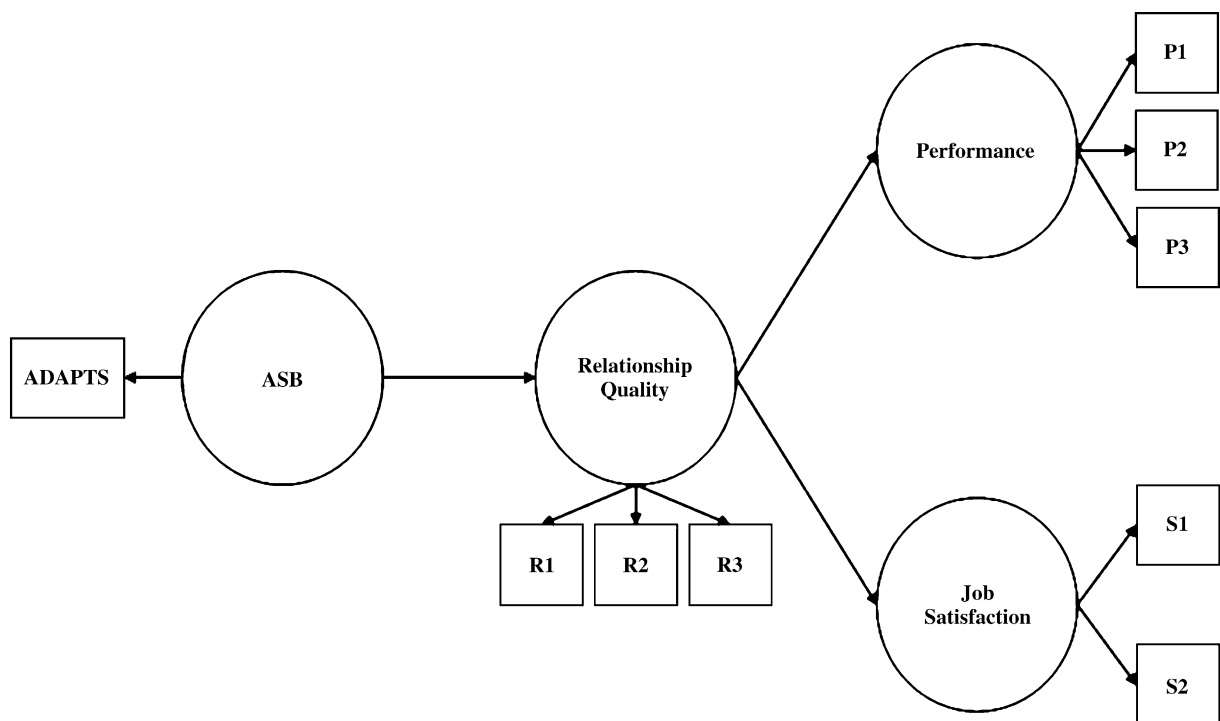 P1
Performance
P2
P3
ADAPTS
ASB
Relationship
Quality
R1
R2
R3
S1
Job
Satisfaction
S2